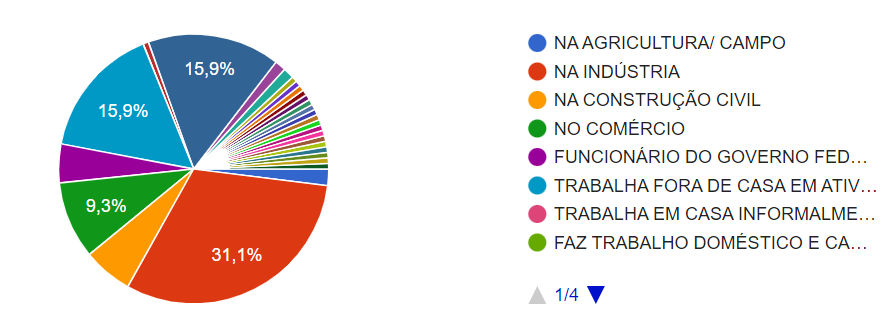 15,9%
15,9%
9,3%
31,1%
NA AGRICULTURA/ CAMPO
NA INDÚSTRIA
NA CONSTRUÇÃO CIVIL
NO COMÉRCIO
FUNCIONÁRIO DO GOVERNO FED…
TRABALHA FORA DE CASA EM ATIV…
TRABALHA EM CASA INFORMALME…
FAZ TRABALHO DOMÉSTICO E CA…
1/4